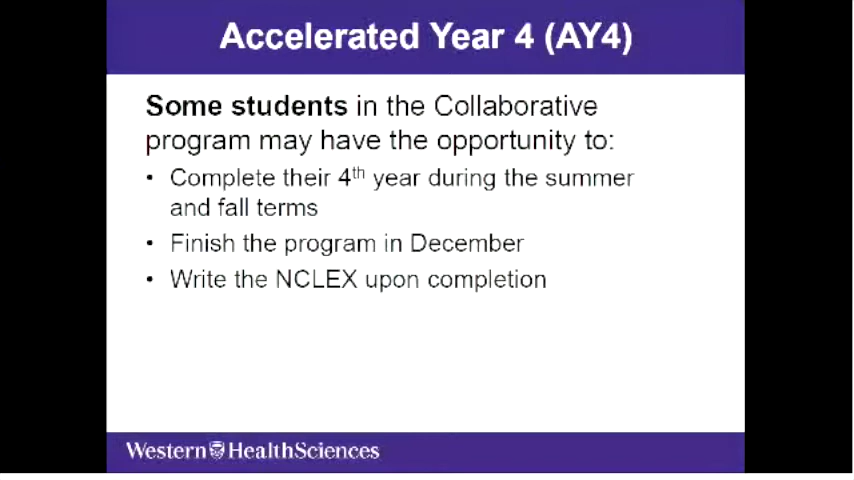 Accelerated Year 4 (AY4)
Some students in the Collaborative
program may have the opportunity to:
• Complete their 4th year during the summer
and fall terms
• Finish the program in December
• Write the NCLEX upon completion
Western HealthSciences